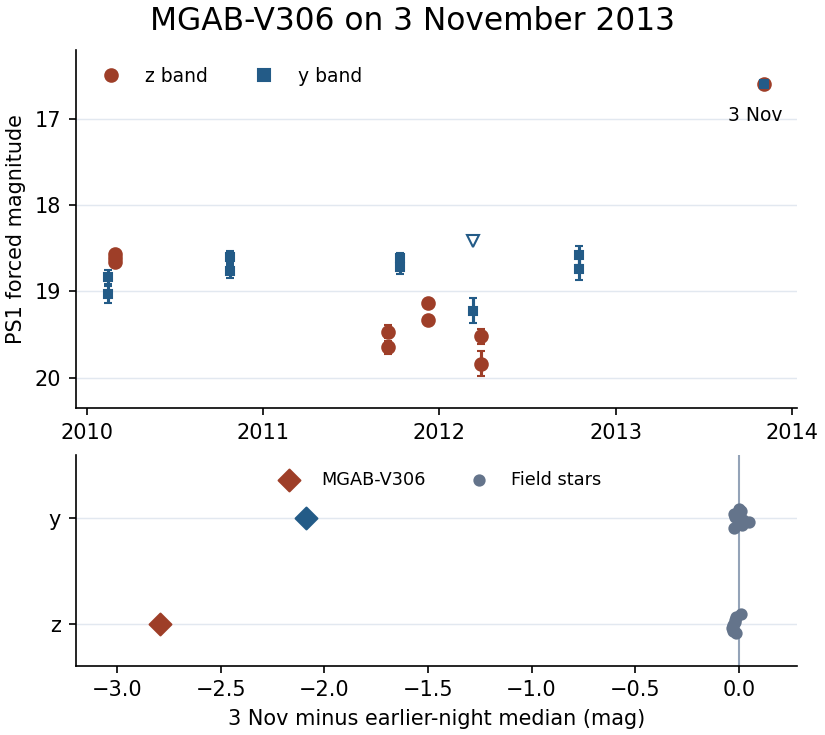 MGAB-V306 on 3 November 2013
z band
y band
3 Nov
PS1 forced magnitude
17
18
19
20
2010
2011
2012
2013
2014
MGAB-V306
Field stars
y
z
−3.0
−2.5
−2.0
−1.5
−1.0
−0.5
0.0
3 Nov minus earlier-night median (mag)